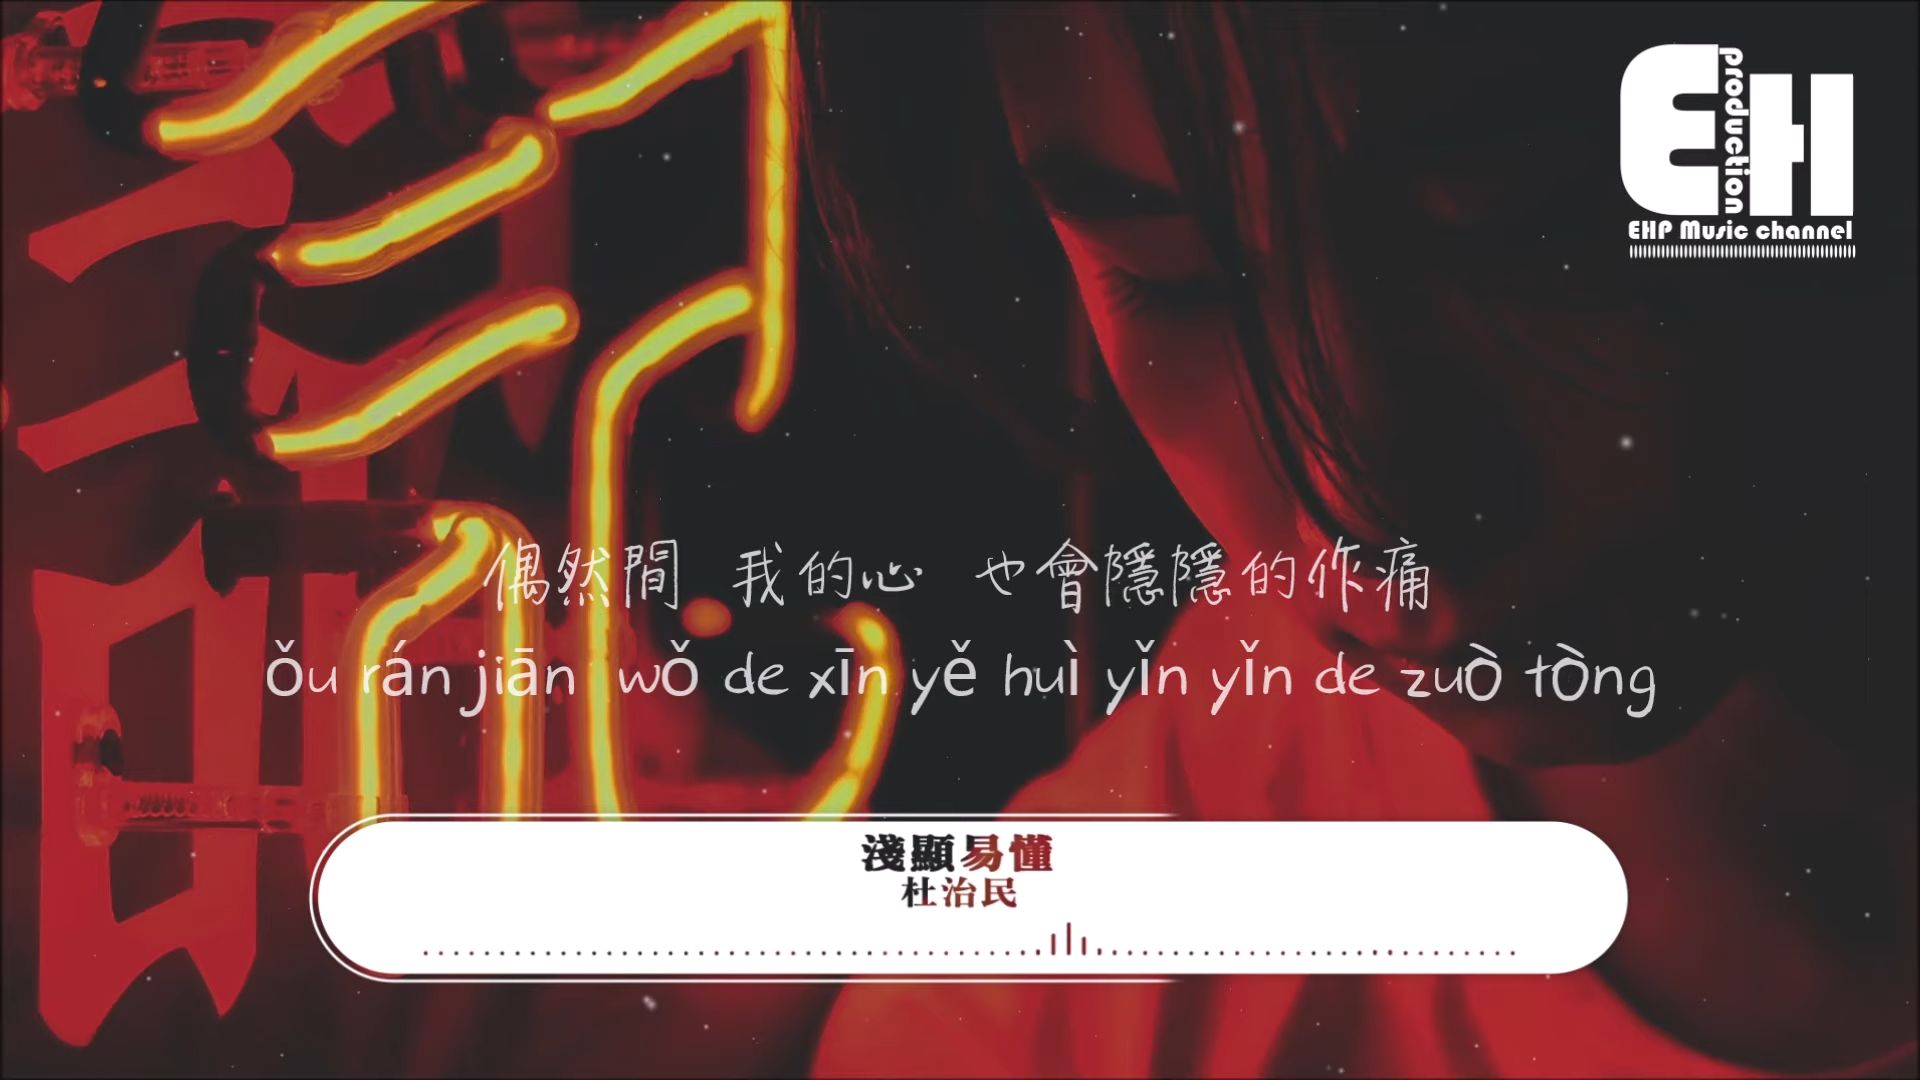 production
EH
EHP Music channel
偶然間 我的心 也會隱隱的作痛
ǒu rán jiān wǒ de xīn yě huì yǐn yǐn de zuò tòng
淺顯易懂
杜治民